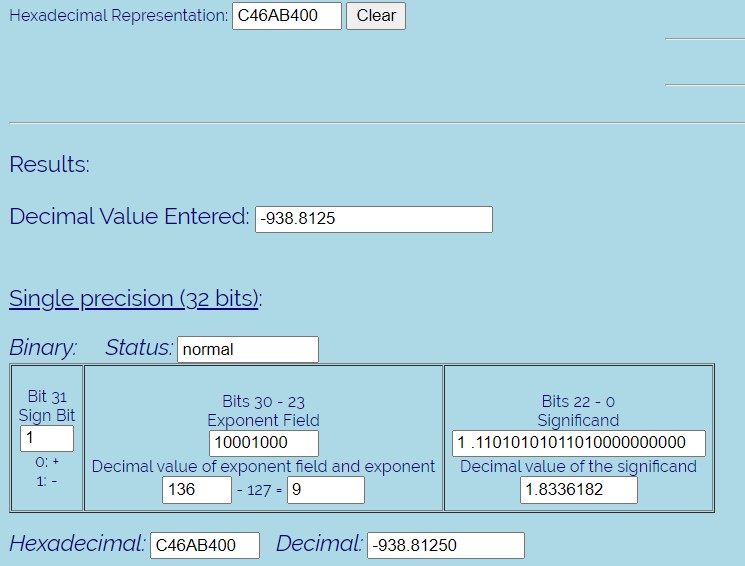 Hexadecimal Representation: C46AB400 Clear
Results:
Decimal Value Entered: -938.8125
Single precision (32 bits):
Binary: Status: normal
Bit 31
Sign Bit
1
0: +
1: -
Bits 30 - 23
Exponent Field
10001000
Decimal value of exponent field and exponent
136 - 127 = 9
Bits 22 - 0
Significand
1 .11010101011010000000000
Decimal value of the significand
1.8336182
Hexadecimal: C46AB400 Decimal: -938.81250